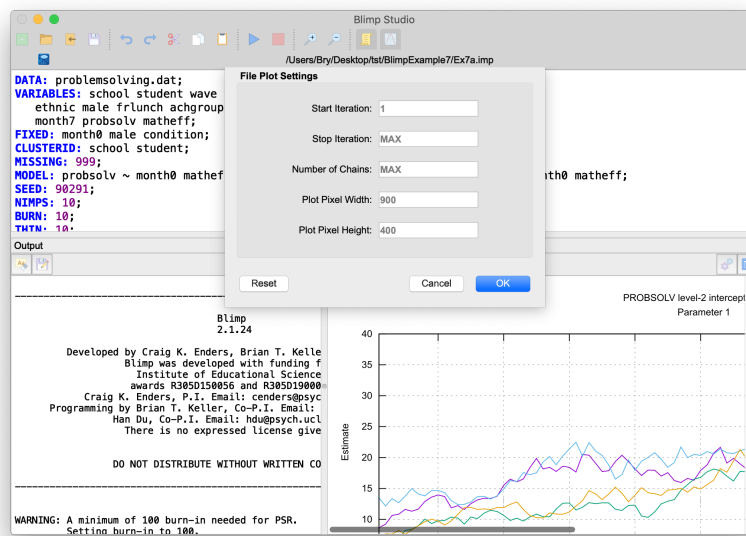 Blimp Studio
/Users/Bry/Desktop/tst/BlimpExample7/Ex7a.imp
DATA: problemsolving.dat;
VARIABLES: school student wave
ethnic male frlunch achgroup
month7 probsolv matheff;
FIXED: month0 male condition;
CLUSTERID: school student;
MISSING: 999;
MODEL: probsolv ~ month0 mathef
th0 matheff;
SEED: 90291;
NIMPS: 10;
BURN: 10;
THIN: 10;
File Plot Settings
Start Iteration: 1
Stop Iteration: MAX
Number of Chains: MAX
Plot Pixel Width: 900
Plot Pixel Height: 400
Reset
Cancel
OK
Output
Blimp
2.1.24
Developed by Craig K. Enders, Brian T. Kelle
Blimp was developed with funding f
Institute of Educational Science
awards R305D150056 and R305D19000
Craig K. Enders, P.I. Email: cenders@psyc
Programming by Brian T. Keller, Co-P.I. Email:
Han Du, Co-P.I. Email: hdu@psych.ucl
There is no expressed license give
DO NOT DISTRIBUTE WITHOUT WRITTEN CO
WARNING: A minimum of 100 burn-in needed for PSR.
Setting burn-in to 100.
PROBSOLV level-2 intercept
Parameter 1
Estimate
40
35
30
25
20
15
10